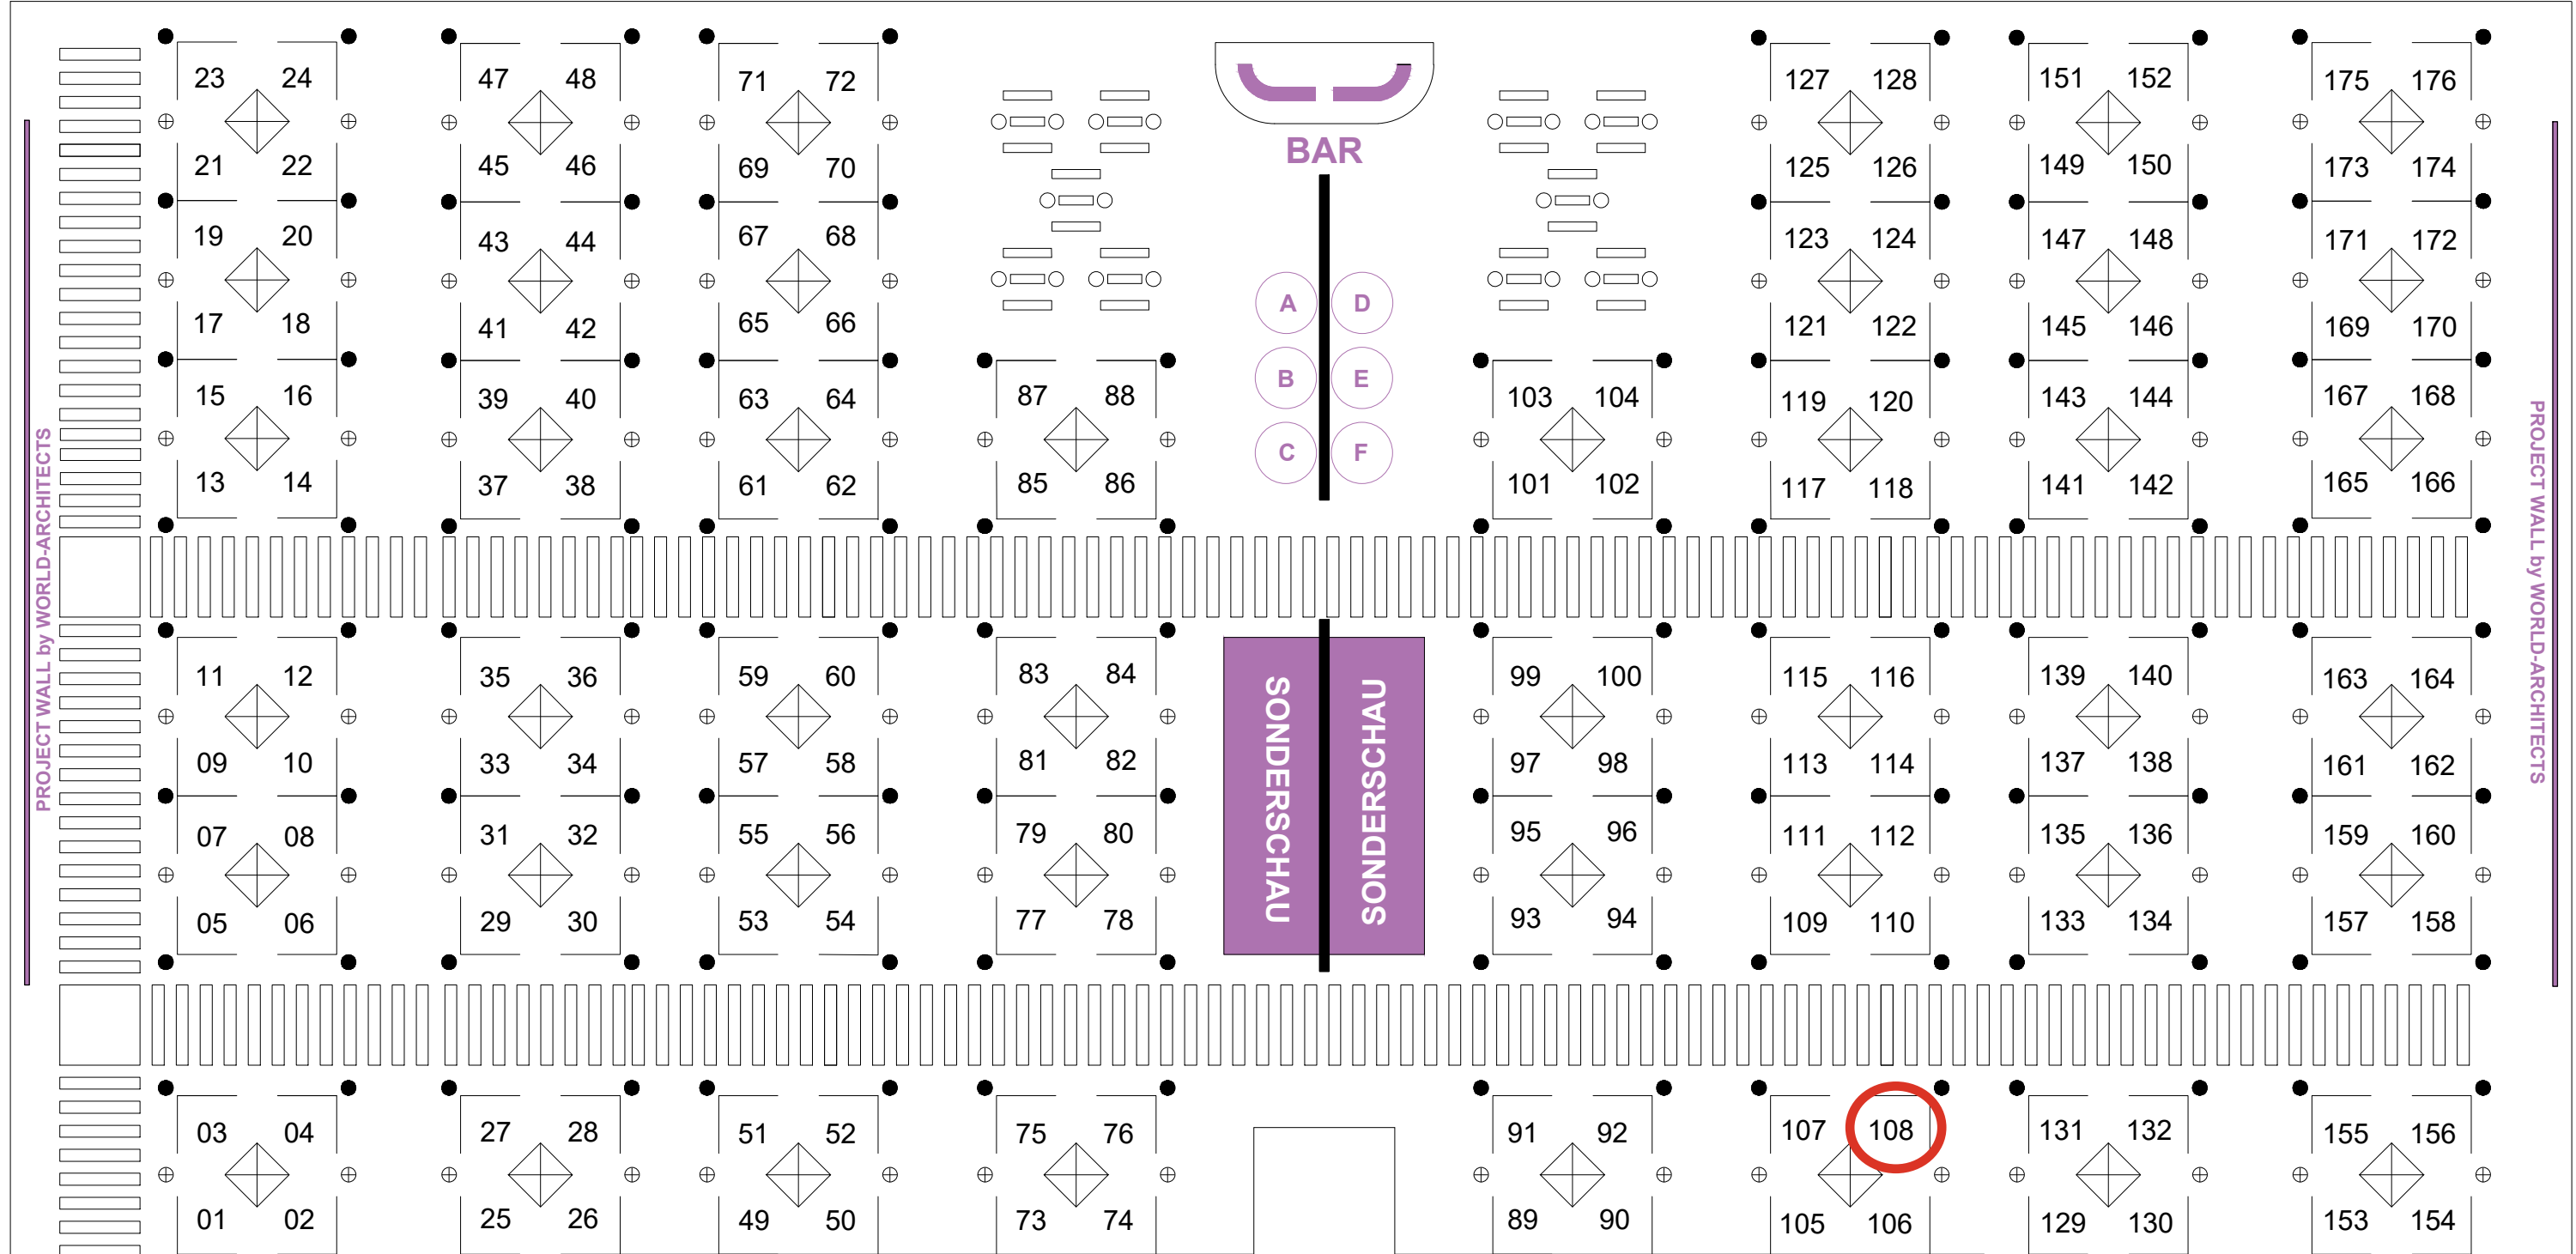 23 24 47 48 71 72 127 128 151 152 175 176
BAR
21 22 45 46 69 70 125 126 149 150 173 174
19 20 43 44 67 68 123 124 147 148 171 172
A D
17 18 41 42 65 66 121 122 145 146 169 170
B E
15 16 39 40 63 64 87 88 103 104 119 120 143 144 167 168
C F
13 14 37 38 61 62 85 86 101 102 117 118 141 142 165 166
PROJECT WALL by WORLD-ARCHITECTS
PROJECT WALL by WORLD-ARCHITECTS
11 12 35 36 59 60 83 84 99 100 115 116 139 140 163 164
09 10 33 34 57 58 81 82 97 98 113 114 137 138 161 162
SONDERSCHAU
SONDERSCHAU
07 08 31 32 55 56 79 80 95 96 111 112 135 136 159 160
05 06 29 30 53 54 77 78 93 94 109 110 133 134 157 158
03 04 27 28 51 52 75 76 91 92 107 108 131 132 155 156
01 02 25 26 49 50 73 74 89 90 105 106 129 130 153 154